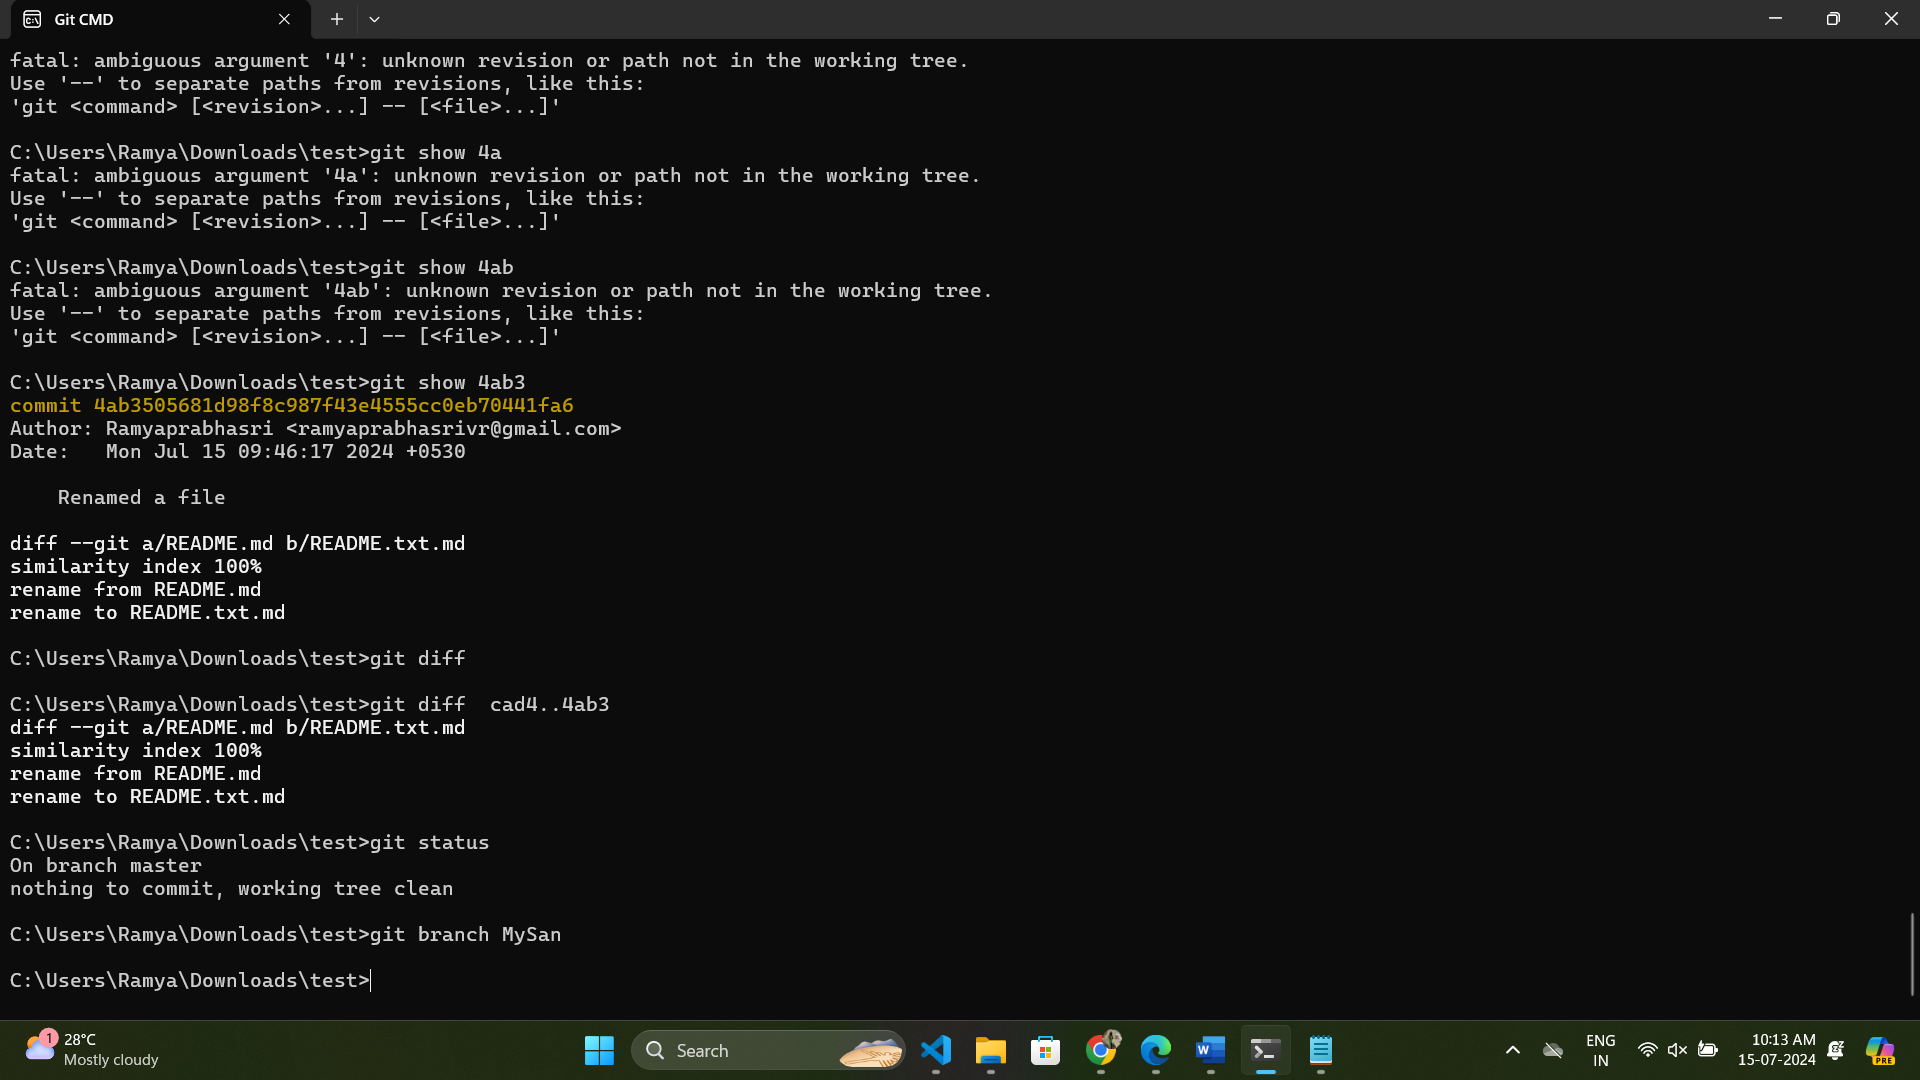 Git CMD
fatal: ambiguous argument '4': unknown revision or path not in the working tree.
Use '--' to separate paths from revisions, like this:
'git <command> [<revision>...] -- [<file>...]'
C:\Users\Ramya\Downloads\test>git show 4a
fatal: ambiguous argument '4a': unknown revision or path not in the working tree.
Use '--' to separate paths from revisions, like this:
'git <command> [<revision>...] -- [<file>...]'
C:\Users\Ramya\Downloads\test>git show 4ab
fatal: ambiguous argument '4ab': unknown revision or path not in the working tree.
Use '--' to separate paths from revisions, like this:
'git <command> [<revision>...] -- [<file>...]'
C:\Users\Ramya\Downloads\test>git show 4ab3
commit 4ab3505681d98f8c987f43e4555cc0eb70441fa6
Author: Ramyaprabhasri <ramyaprabhasrivr@gmail.com>
Date:   Mon Jul 15 09:46:17 2024 +0530
    Renamed a file
diff --git a/README.md b/README.txt.md
similarity index 100%
rename from README.md
rename to README.txt.md
C:\Users\Ramya\Downloads\test>git diff
C:\Users\Ramya\Downloads\test>git diff  cad4..4ab3
diff --git a/README.md b/README.txt.md
similarity index 100%
rename from README.md
rename to README.txt.md
C:\Users\Ramya\Downloads\test>git status
On branch master
nothing to commit, working tree clean
C:\Users\Ramya\Downloads\test>git branch MySan
C:\Users\Ramya\Downloads\test>
1
28°C
Mostly cloudy
Search
ENG
IN
10:13 AM
15-07-2024
PRE